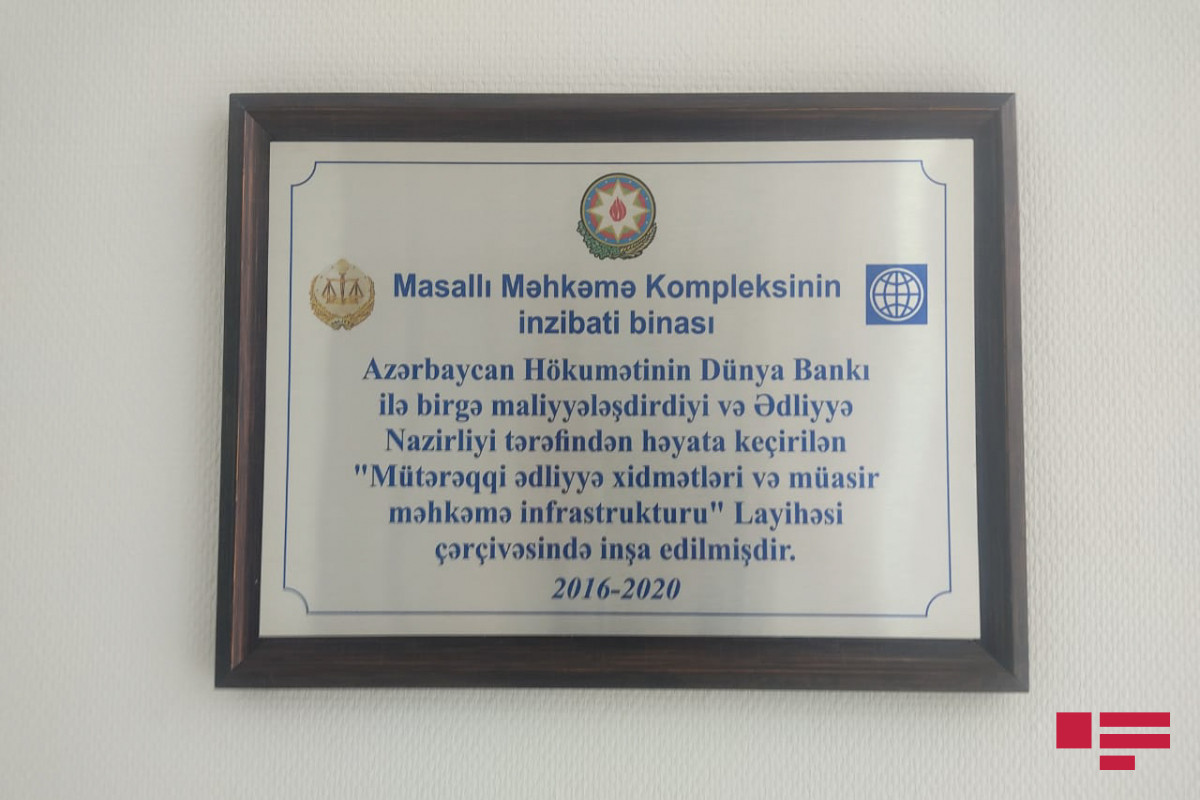 Masallı Məhkəmə Kompleksinin
inzibati binası
Azərbaycan Hökumətinin Dünya Bankı
ilə birgə maliyyələşdirdiyi və Ədliyyə
Nazirliyi tərəfindən həyata keçirilən
"Mütərəqqi ədliyyə xidmətləri və müasir
məhkəmə infrastrukturu" Layihəsi
çərçivəsində inşa edilmişdir.
2016-2020